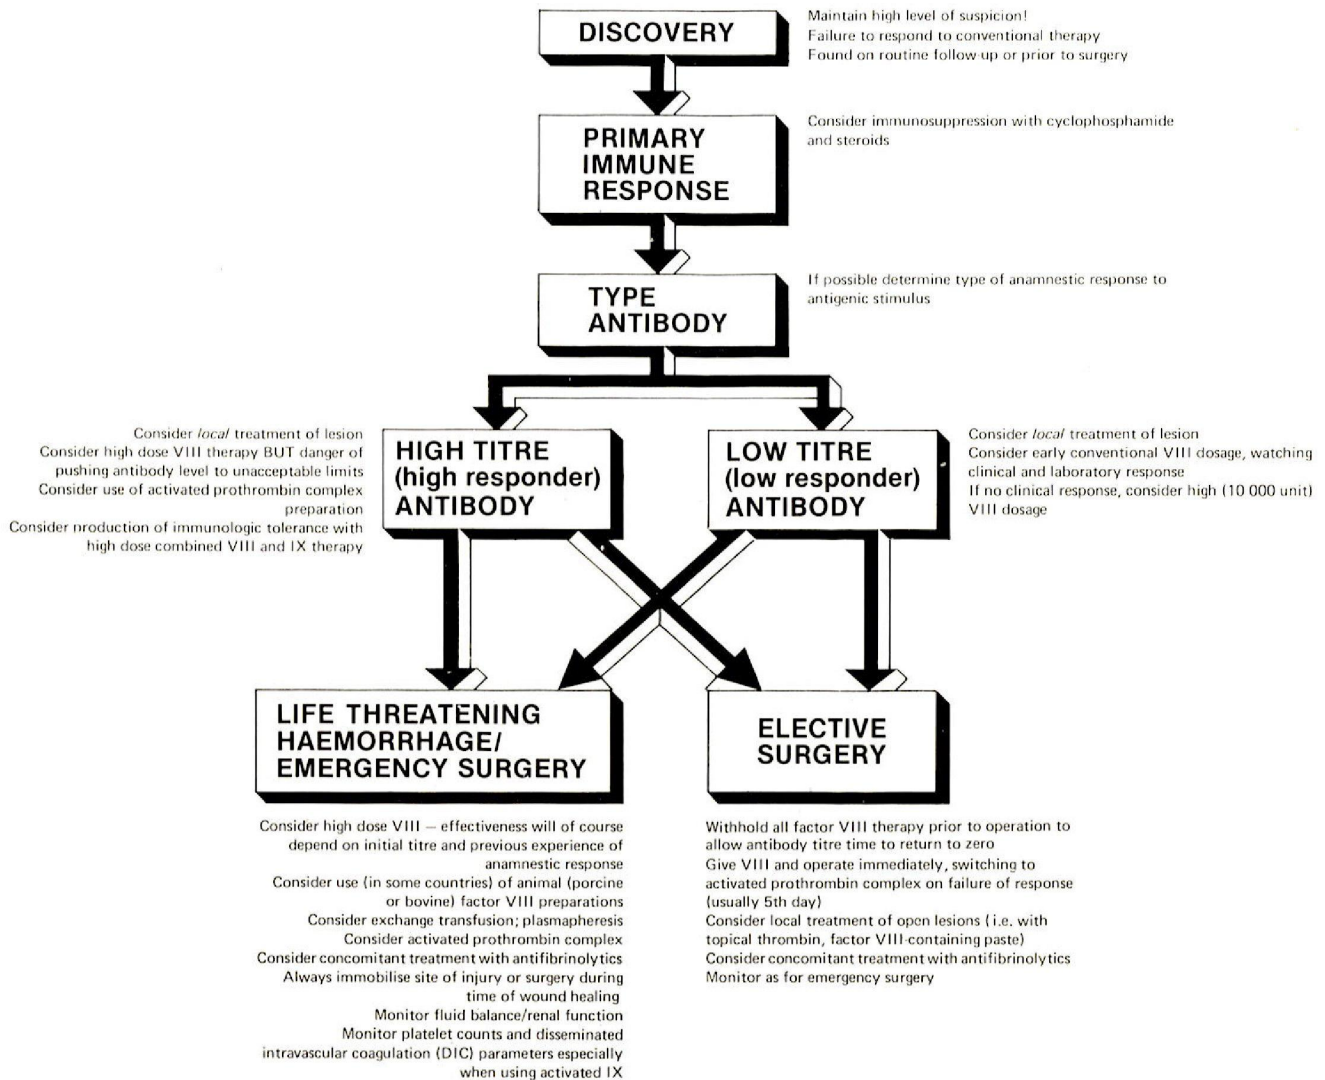 DISCOVERY
Maintain high level of suspicion!
Failure to respond to conventional therapy
Found on routine follow-up or prior to surgery
PRIMARY
IMMUNE
RESPONSE
Consider immunosuppression with cyclophosphamide
and steroids
TYPE
ANTIBODY
If possible determine type of anamnestic response to
antigenic stimulus
Consider local treatment of lesion
Consider high dose VIII therapy BUT danger of
pushing antibody level to unacceptable limits
Consider use of activated prothrombin complex
preparation
Consider production of immunologic tolerance with
high dose combined VIII and IX therapy
HIGH TITRE
(high responder)
ANTIBODY
LOW TITRE
(low responder)
ANTIBODY
Consider local treatment of lesion
Consider early conventional VIII dosage, watching
clinical and laboratory response
If no clinical response, consider high (10 000 unit)
VIII dosage
LIFE THREATENING
HAEMORRHAGE/
EMERGENCY SURGERY
Consider high dose VIII – effectiveness will of course
depend on initial titre and previous experience of
anamnestic response
Consider use (in some countries) of animal (porcine
or bovine) factor VIII preparations
Consider exchange transfusion; plasmapheresis
Consider activated prothrombin complex
Consider concomitant treatment with antifibrinolytics
Always immobilise site of injury or surgery during
time of wound healing
Monitor fluid balance/renal function
Monitor platelet counts and disseminated
intravascular coagulation (DIC) parameters especially
when using activated IX
ELECTIVE
SURGERY
Withhold all factor VIII therapy prior to operation to
allow antibody titre time to return to zero
Give VIII and operate immediately, switching to
activated prothrombin complex on failure of response
(usually 5th day)
Consider local treatment of open lesions (i.e. with
topical thrombin, factor VIII-containing paste)
Consider concomitant treatment with antifibrinolytics
Monitor as for emergency surgery